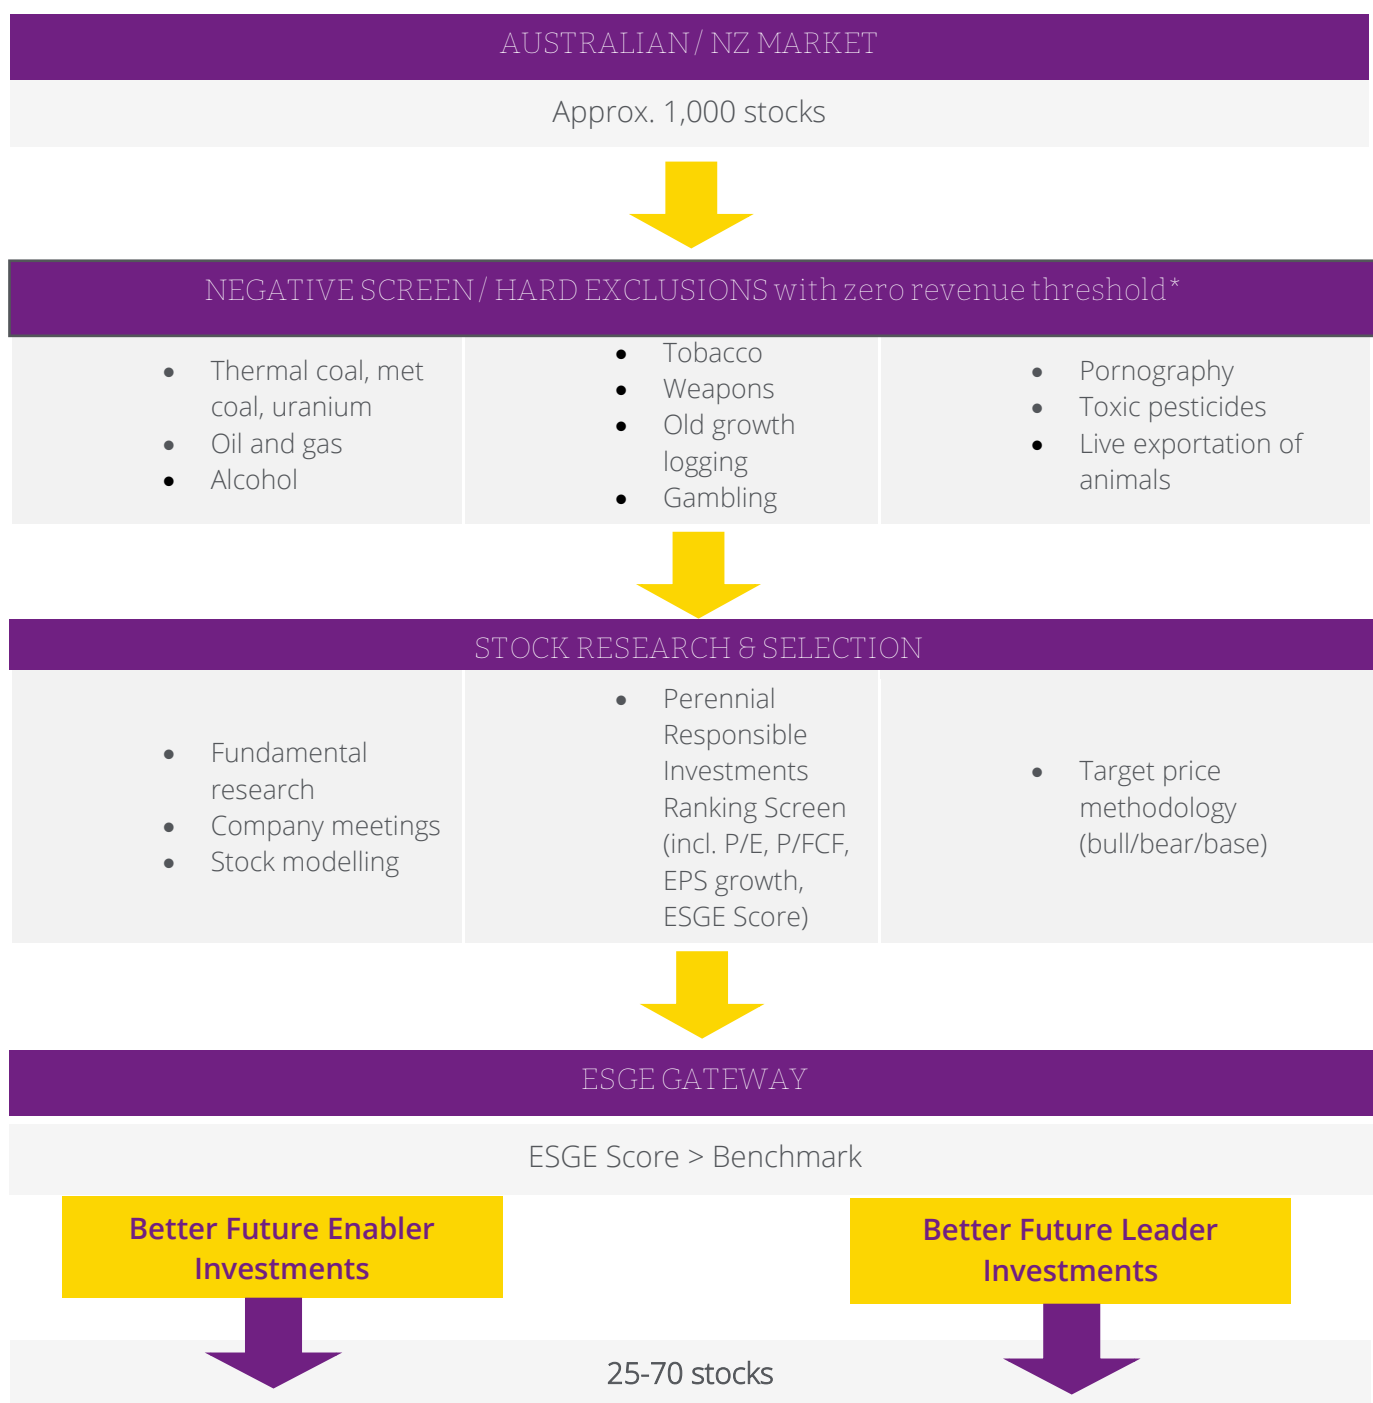 AUSTRALIAN / NZ MARKET
Approx. 1,000 stocks
NEGATIVE SCREEN / HARD EXCLUSIONS with zero revenue threshold*
• Thermal coal, met
coal, uranium
• Oil and gas
• Alcohol
• Tobacco
• Weapons
• Old growth
logging
• Gambling
• Pornography
• Toxic pesticides
• Live exportation of
animals
STOCK RESEARCH & SELECTION
• Fundamental
research
• Company meetings
• Stock modelling
• Perennial
Responsible
Investments
Ranking Screen
(incl. P/E, P/FCF,
EPS growth,
ESGE Score)
• Target price
methodology
(bull/bear/base)
ESGE GATEWAY
ESGE Score > Benchmark
Better Future Enabler
Investments
Better Future Leader
Investments
25-70 stocks